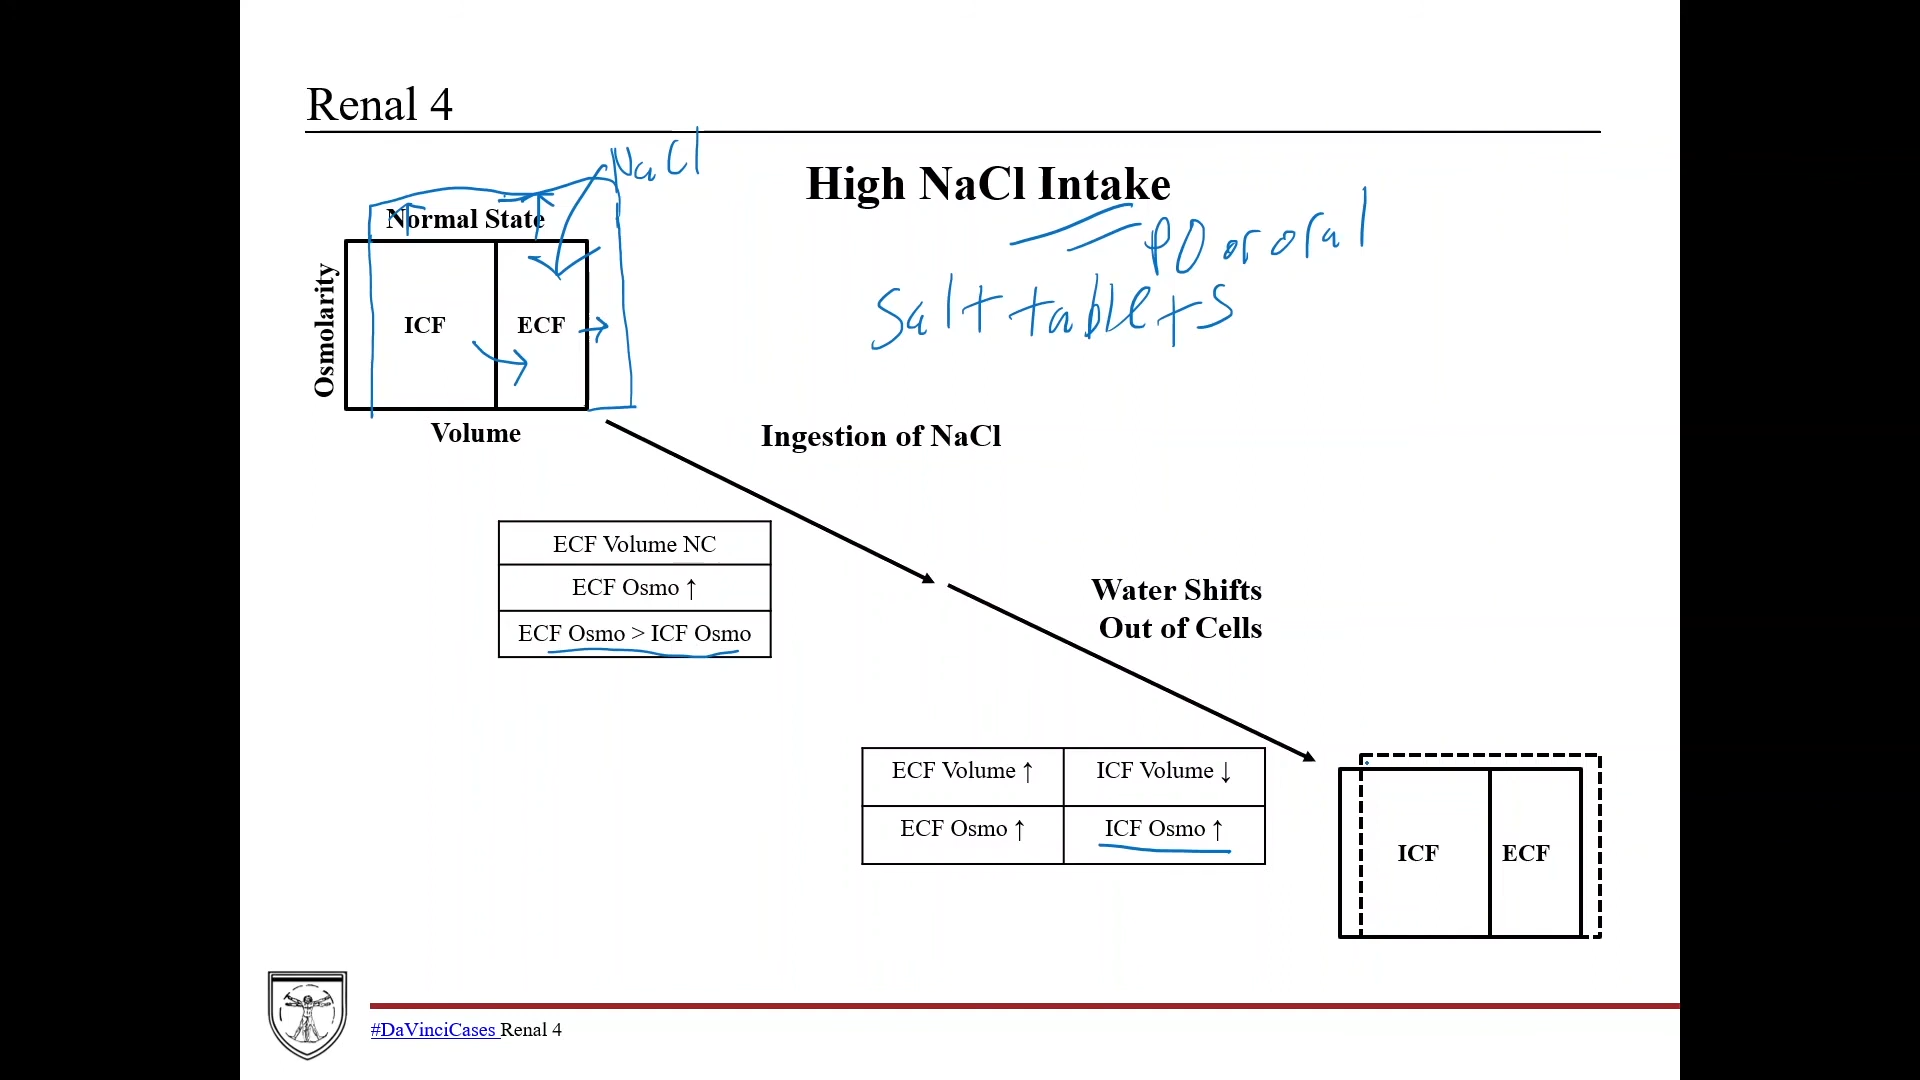 Renal 4
NaCl
High NaCl Intake
PO or oral
Salt tablets
Normal State
Osmolarity
ICF
ECF
Volume
Ingestion of NaCl
ECF Volume NC
ECF Osmo ↑
ECF Osmo > ICF Osmo
Water Shifts
Out of Cells
ECF Volume ↑
ICF Volume ↓
ECF Osmo ↑
ICF Osmo ↑
ICF
ECF
#DaVinciCases Renal 4